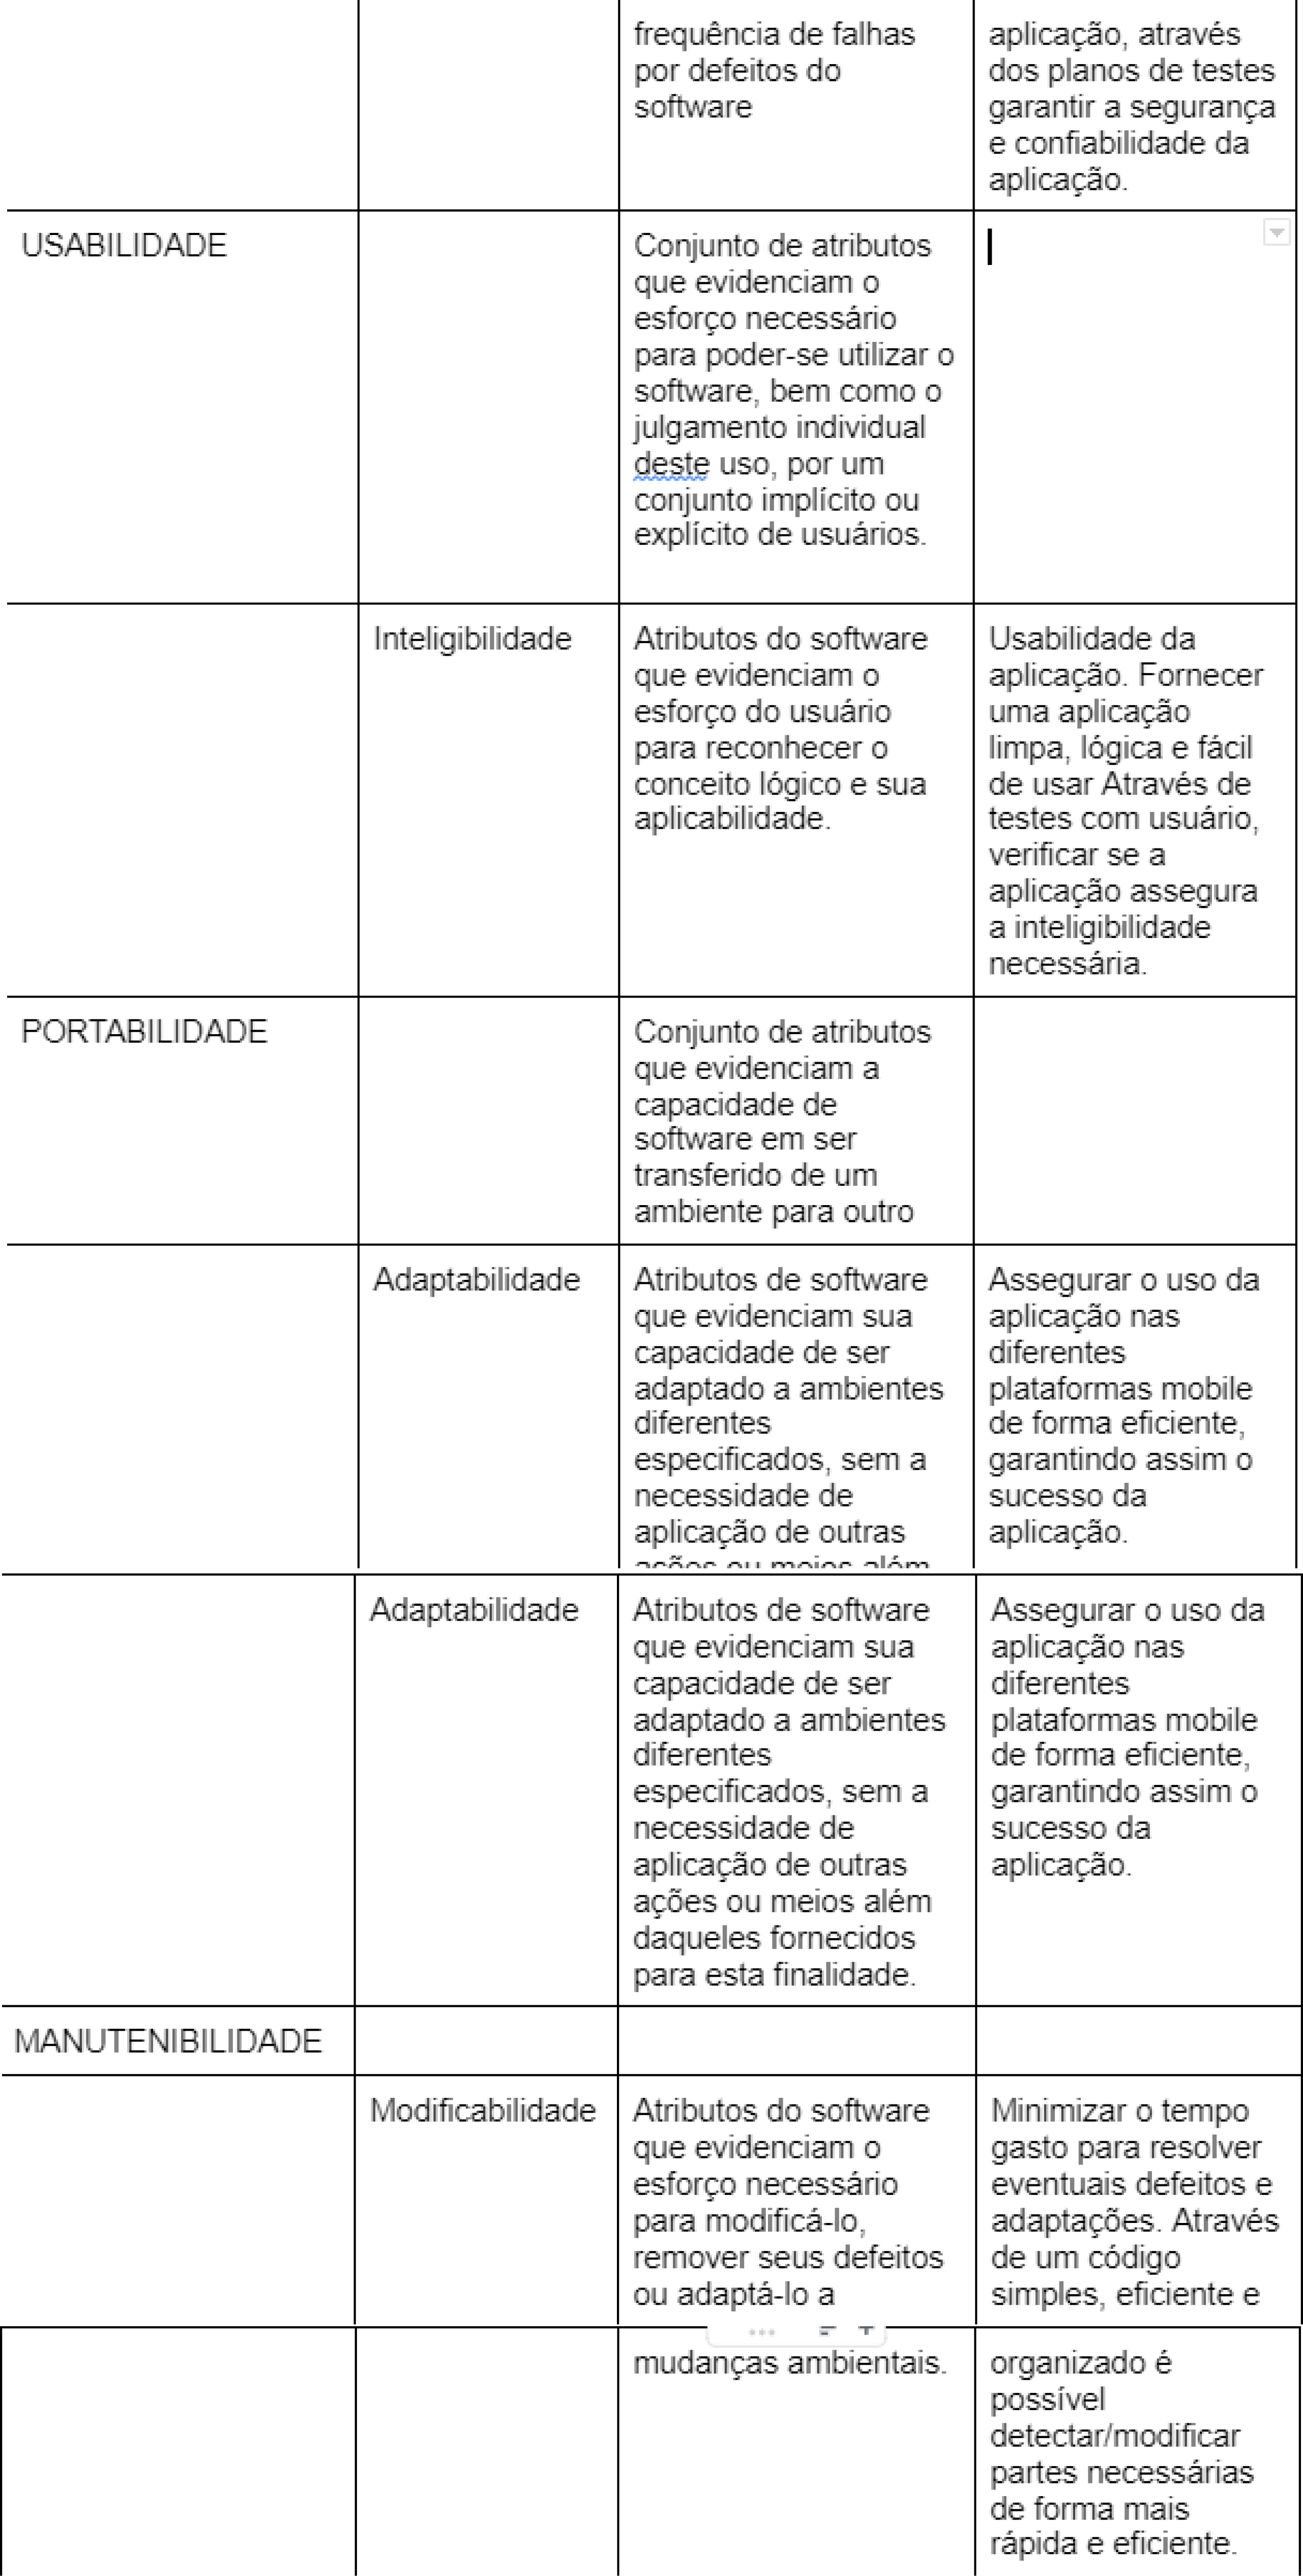 frequência de falhas
por defeitos do
software
aplicação, através
dos planos de testes
garantir a segurança
e confiabilidade da
aplicação.
USABILIDADE
Conjunto de atributos
que evidenciam o
esforço necessário
para poder-se utilizar o
software, bem como o
julgamento individual
deste uso, por um
conjunto implícito ou
explícito de usuários.
Inteligibilidade
Atributos do software
que evidenciam o
esforço do usuário
para reconhecer o
conceito lógico e sua
aplicabilidade.
Usabilidade da
aplicação. Fornecer
uma aplicação
limpa, lógica e fácil
de usar Através de
testes com usuário,
verificar se a
aplicação assegura
a inteligibilidade
necessária.
PORTABILIDADE
Conjunto de atributos
que evidenciam a
capacidade de
software em ser
transferido de um
ambiente para outro
Adaptabilidade
Atributos de software
que evidenciam sua
capacidade de ser
adaptado a ambientes
diferentes
especificados, sem a
necessidade de
aplicação de outras
ações ou meios além
Assegurar o uso da
aplicação nas
diferentes
plataformas mobile
de forma eficiente,
garantindo assim o
sucesso da
aplicação.
Adaptabilidade
Atributos de software
que evidenciam sua
capacidade de ser
adaptado a ambientes
diferentes
especificados, sem a
necessidade de
aplicação de outras
ações ou meios além
daqueles fornecidos
para esta finalidade.
Assegurar o uso da
aplicação nas
diferentes
plataformas mobile
de forma eficiente,
garantindo assim o
sucesso da
aplicação.
MANUTENIBILIDADE
Modificabilidade
Atributos do software
que evidenciam o
esforço necessário
para modificá-lo,
remover seus defeitos
ou adaptá-lo a
Minimizar o tempo
gasto para resolver
eventuais defeitos e
adaptações. Através
de um código
simples, eficiente e
mudanças ambientais.
organizado é
possível
detectar/modificar
partes necessárias
de forma mais
rápida e eficiente.